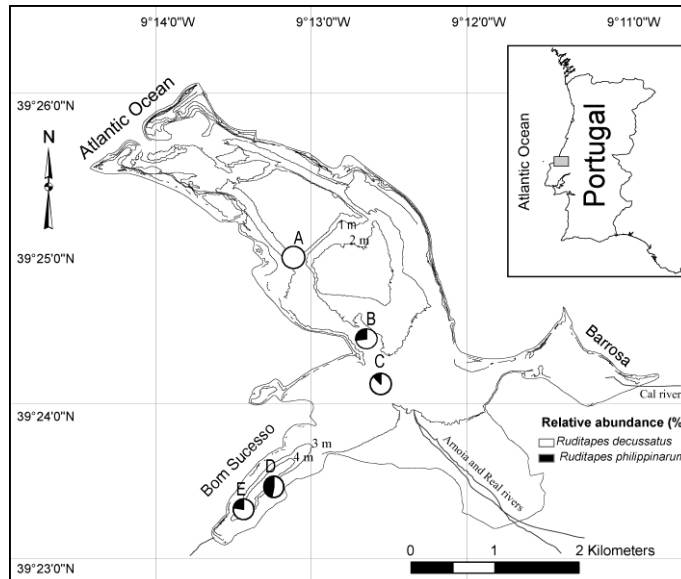 9°14'0"W 9°13'0"W 9°12'0"W 9°11'0"W
39°26'0"N
39°25'0"N
39°24'0"N
39°23'0"N
N
Atlantic Ocean
Atlantic Ocean
Portugal
A
1 m
2 m
B
C
Barrosa
Cal river
Relative abundance (%
Ruditapes decussatus
Ruditapes philippinarum
Bom Sucesso
3 m
4 m
D
E
Arnoia and Real rivers
0 1 2 Kilometers